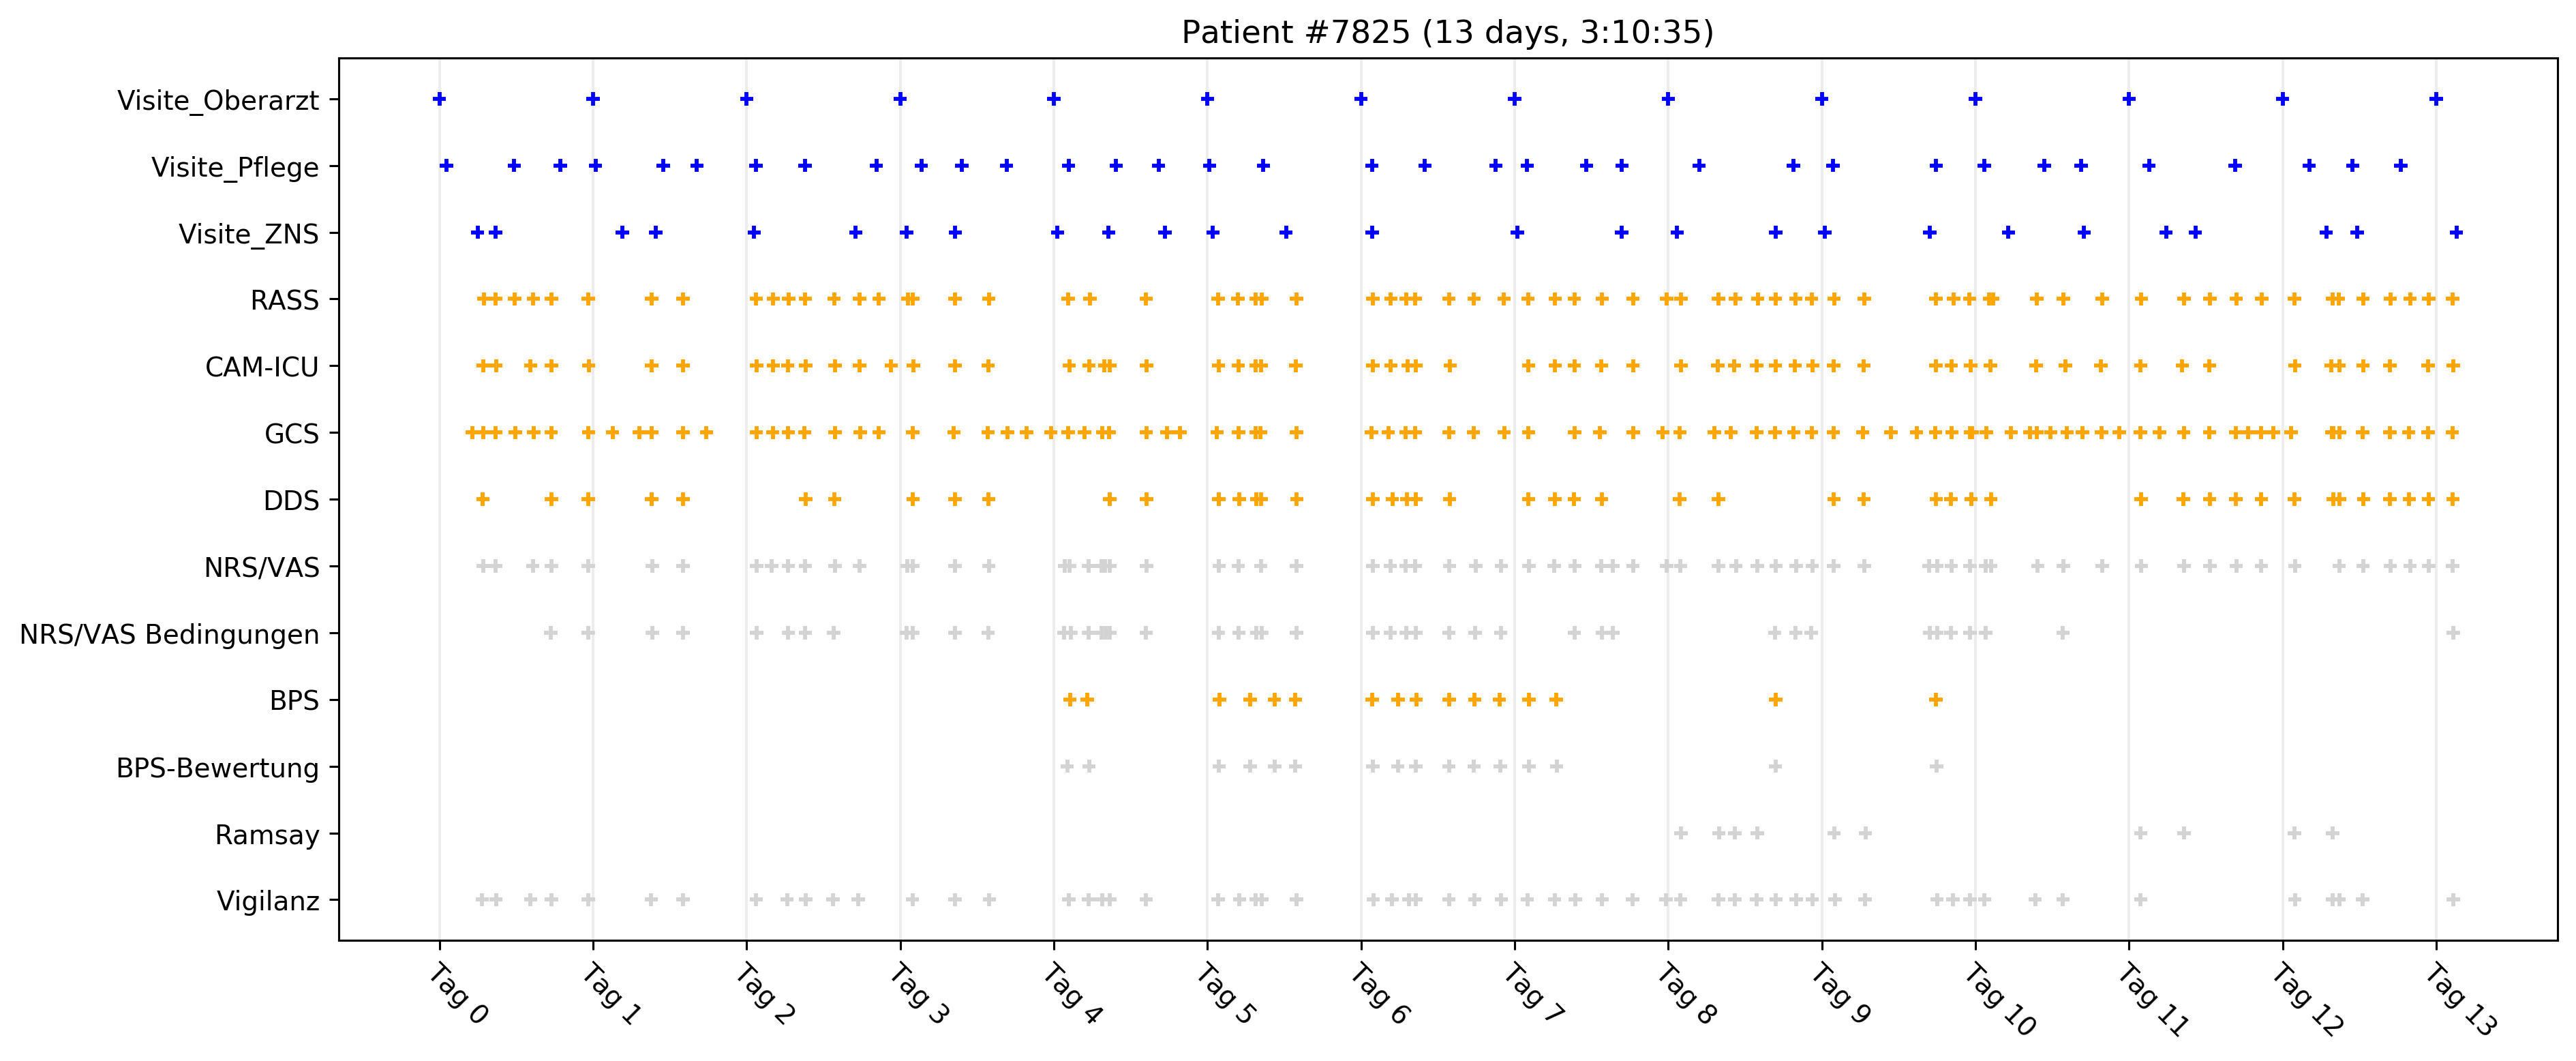 Patient #7825 (13 days, 3:10:35)
Visite_Oberarzt
Visite_Pflege
Visite_ZNS
RASS
CAM-ICU
GCS
DDS
NRS/VAS
NRS/VAS Bedingungen
BPS
BPS-Bewertung
Ramsay
Vigilanz
Tag 0
Tag 1
Tag 2
Tag 3
Tag 4
Tag 5
Tag 6
Tag 7
Tag 8
Tag 9
Tag 10
Tag 11
Tag 12
Tag 13